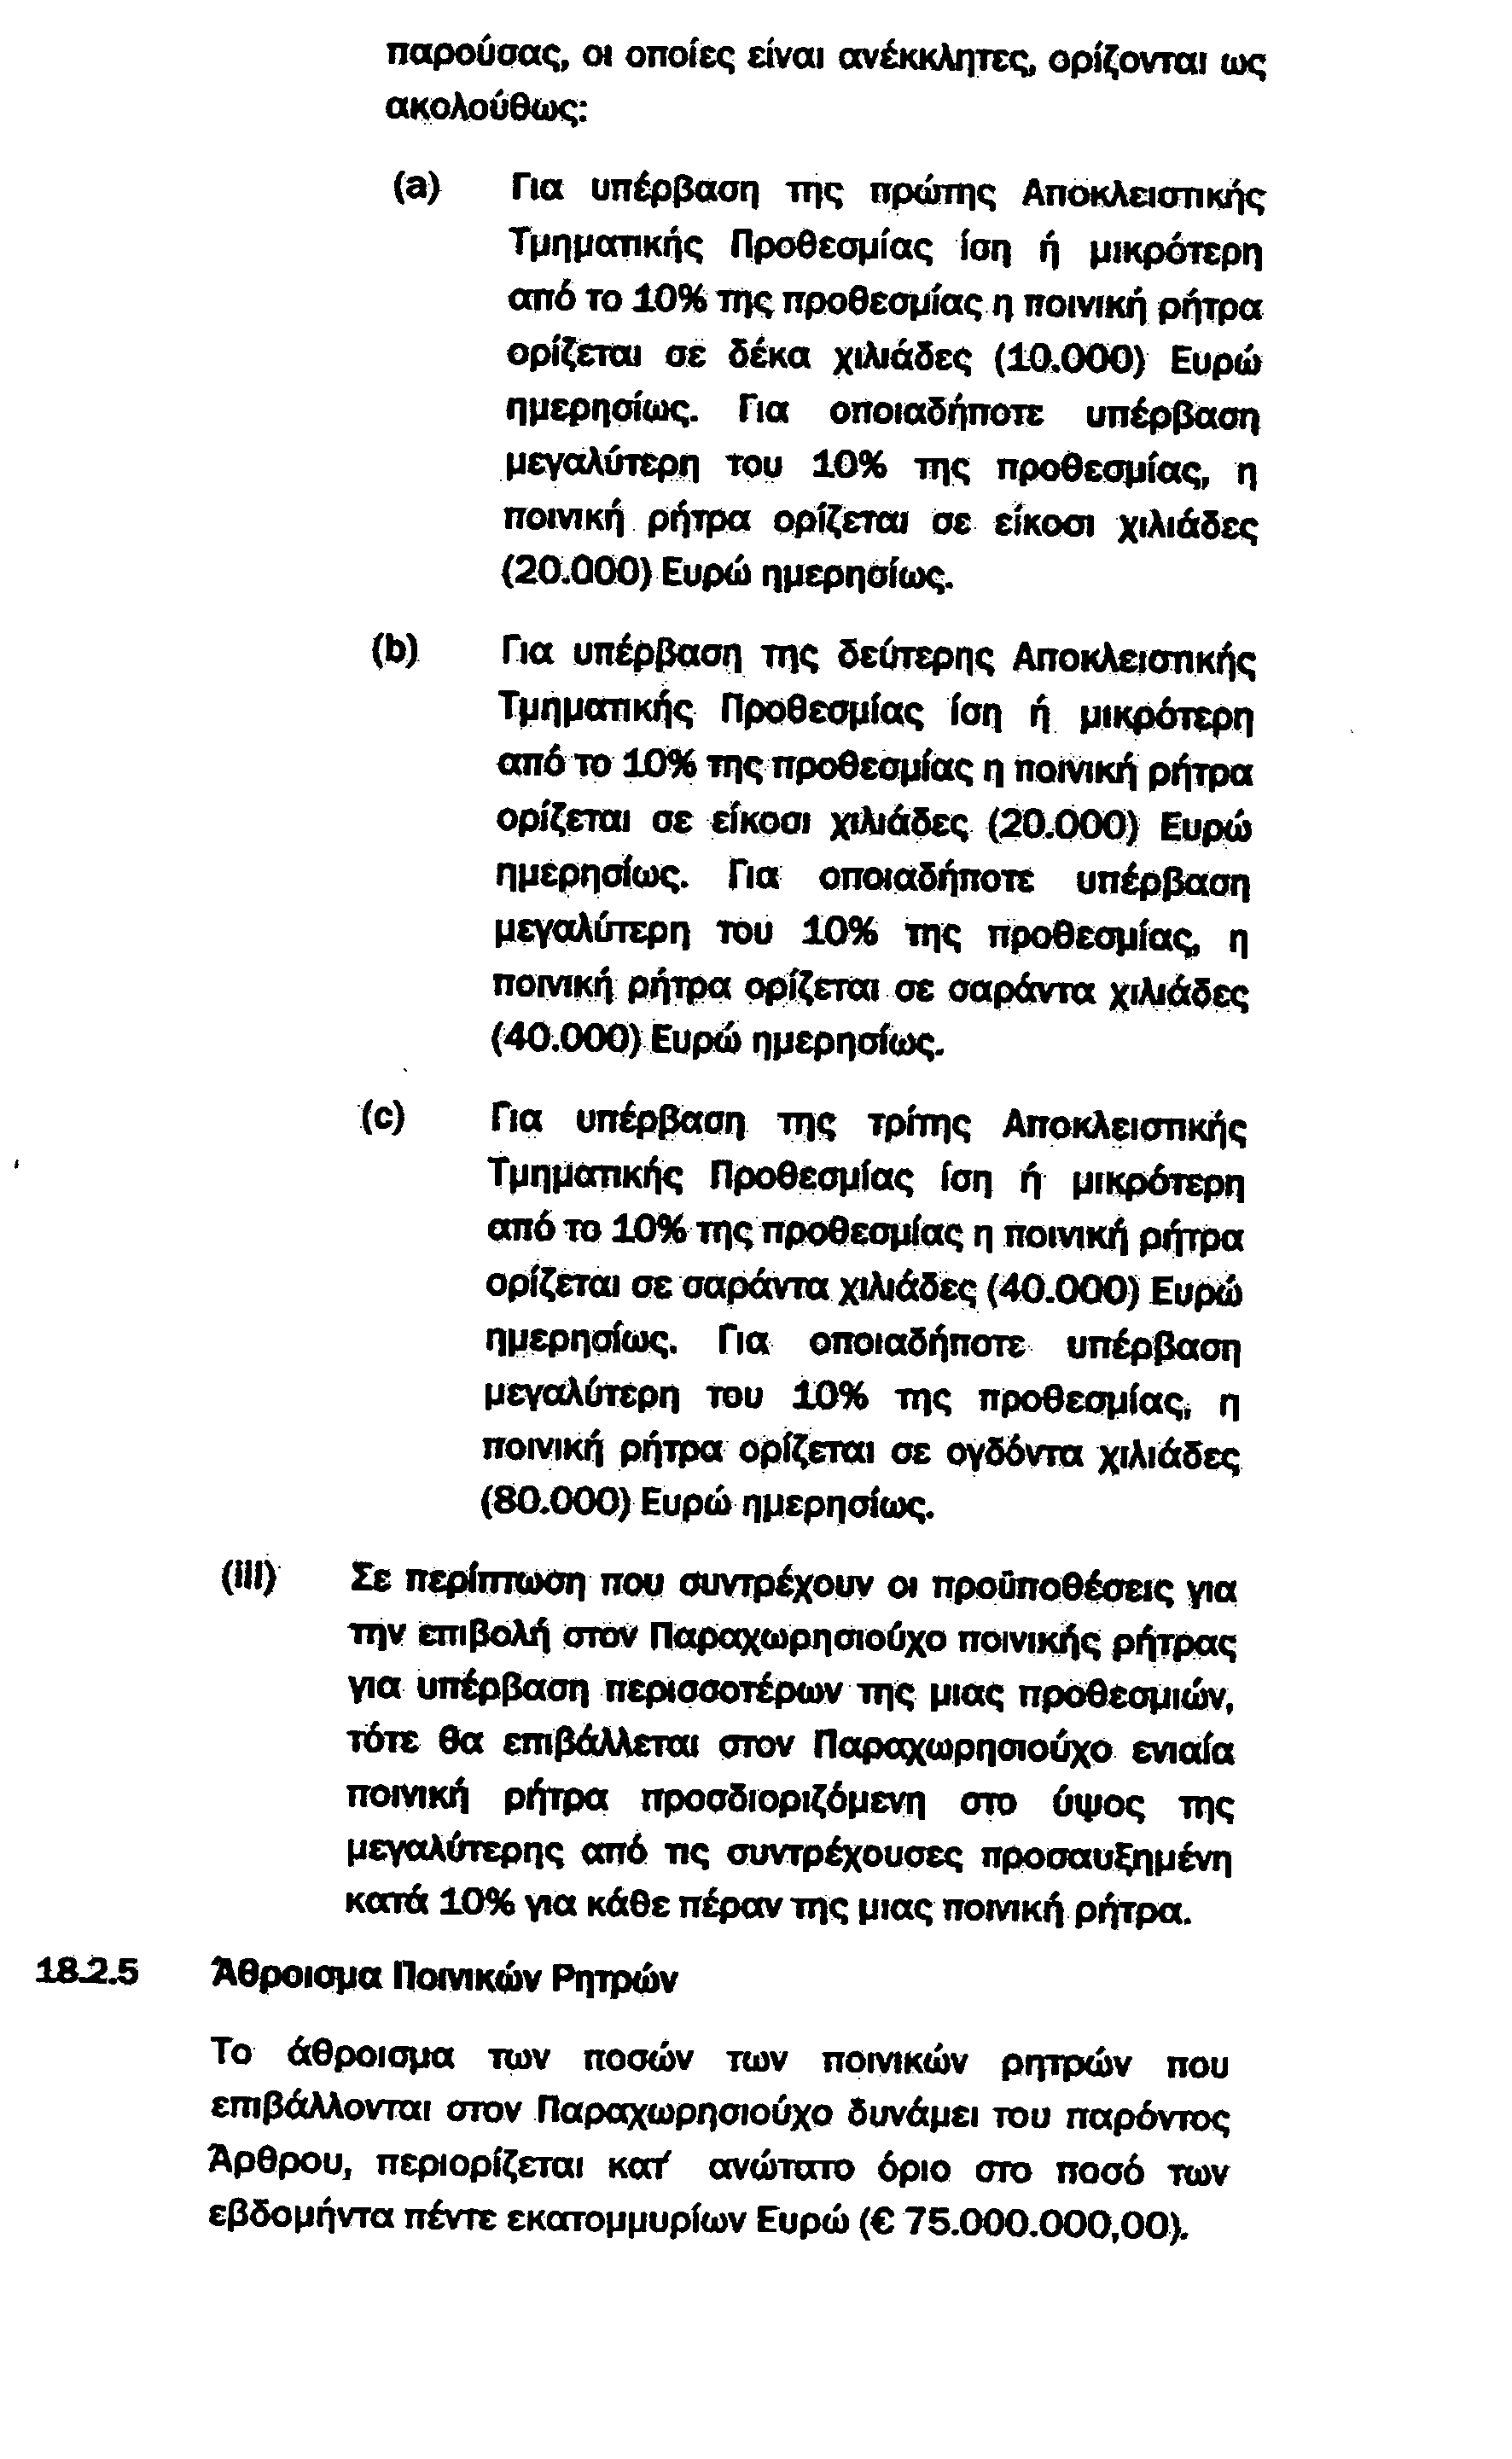 παρούσας, οι οποίες είναι ανέκκλητες, ορίζονται ως
ακολούθως:
(a) Για υπέρβαση της πρώτης Αποκλειστικής
Τμηματικής Προθεσμίας ίση ή μικρότερη
από το 10% της προθεσμίας η ποινική ρήτρα
ορίζεται σε δέκα χιλιάδες (10.000) Ευρώ
ημερησίως. Για οποιαδήποτε υπέρβαση
μεγαλύτερη του 10% της προθεσμίας, η
ποινική ρήτρα ορίζεται σε είκοσι χιλιάδες
(20.000) Ευρώ ημερησίως.
(b) Για υπέρβαση της δεύτερης Αποκλειστικής
Τμηματικής Προθεσμίας ίση ή μικρότερη
από το 10% της προθεσμίας η ποινική ρήτρα
ορίζεται σε είκοσι χιλιάδες (20.000) Ευρώ
ημερησίως. Για οποιαδήποτε υπέρβαση
μεγαλύτερη του 10% της προθεσμίας, η
ποινική ρήτρα ορίζεται σε σαράντα χιλιάδες
(40.000) Ευρώ ημερησίως.
(c) Για υπέρβαση της τρίτης Αποκλειστικής
Τμηματικής Προθεσμίας ίση ή μικρότερη
από το 10% της προθεσμίας η ποινική ρήτρα
ορίζεται σε σαράντα χιλιάδες (40.000) Ευρώ
ημερησίως. Για οποιαδήποτε υπέρβαση
μεγαλύτερη του 10% της προθεσμίας, η
ποινική ρήτρα ορίζεται σε ογδόντα χιλιάδες
(80.000) Ευρώ ημερησίως.
(iii) Σε περίπτωση που συντρέχουν οι προϋποθέσεις για
την επιβολή στον Παραχωρησιούχο ποινικής ρήτρας
για υπέρβαση περισσοτέρων της μιας προθεσμιών,
τότε θα επιβάλλεται στον Παραχωρησιούχο ενιαία
ποινική ρήτρα προσδιοριζόμενη στο ύψος της
μεγαλύτερης από τις συντρέχουσες προσαυξημένη
κατά 10% για κάθε πέραν της μιας ποινική ρήτρα.
18.2.5 Άθροισμα Ποινικών Ρητρών
Το άθροισμα των ποσών των ποινικών ρητρών που
επιβάλλονται στον Παραχωρησιούχο δυνάμει του παρόντος
Άρθρου, περιορίζεται κατ' ανώτατο όριο στο ποσό των
εβδομήντα πέντε εκατομμυρίων Ευρώ (€ 75.000.000,00).